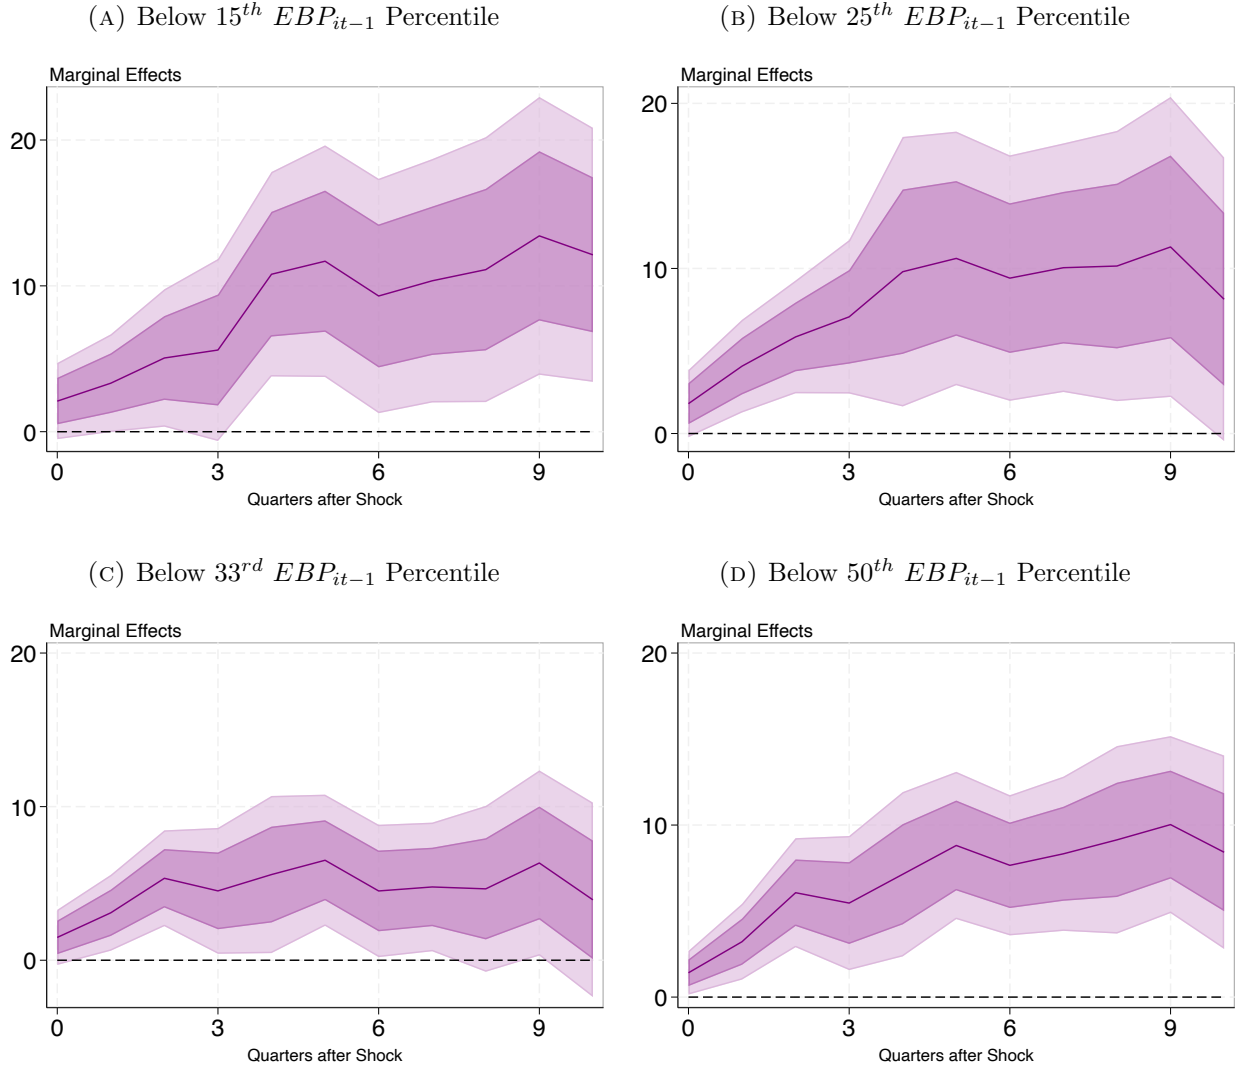 (A) Below 15th EBPit−1 Percentile
Marginal Effects
20
10
0
0 3 6 9
Quarters after Shock
(B) Below 25th EBPit−1 Percentile
Marginal Effects
20
10
0
0 3 6 9
Quarters after Shock
(C) Below 33rd EBPit−1 Percentile
Marginal Effects
20
10
0
0 3 6 9
Quarters after Shock
(D) Below 50th EBPit−1 Percentile
Marginal Effects
20
10
0
0 3 6 9
Quarters after Shock